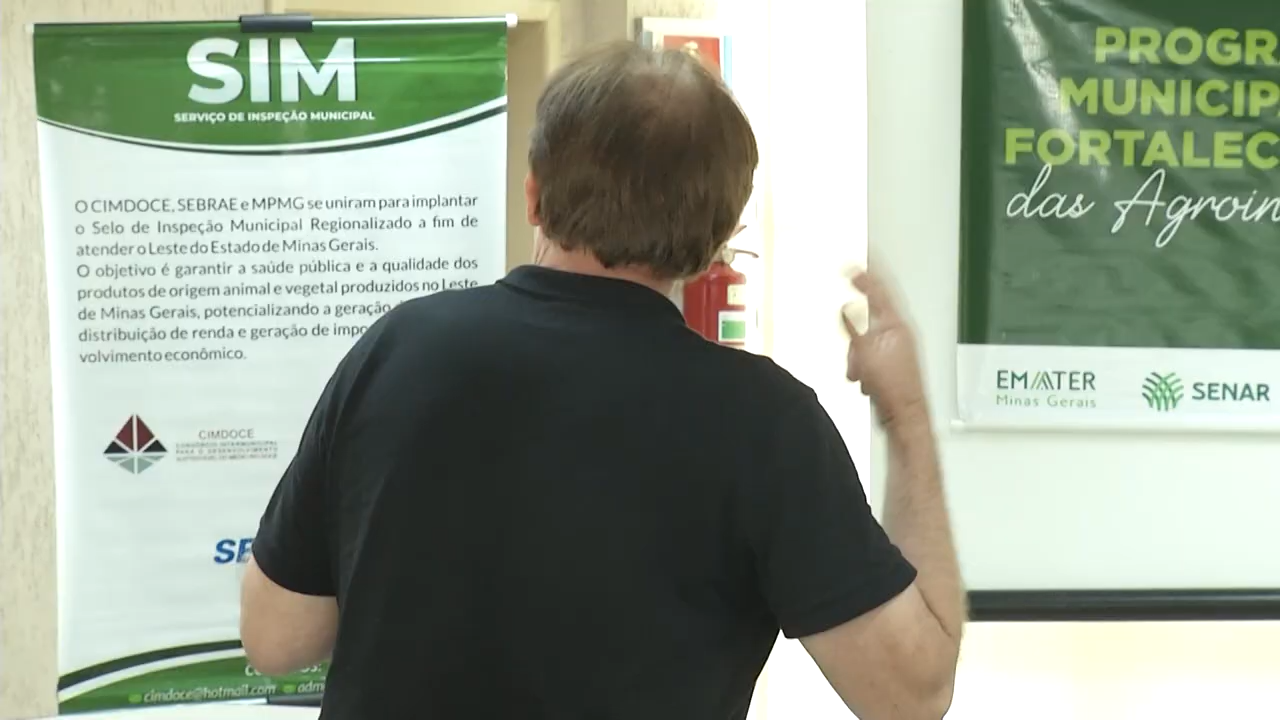 SIM
SERVIÇO DE INSPEÇÃO MUNICIPAL
O CIMDOCE, SEBRAE e MPMG se uniram para implantar
o Selo de Inspeção Municipal Regionalizado a fim de
atender o Leste do Estado de Minas Gerais.
O objetivo é garantir a saúde pública e a qualidade dos
produtos de origem animal e vegetal produzidos no Leste
de Minas Gerais, potencializando a geração
distribuição de renda e geração de impo
volvimento econômico.
CIMDOCE
SE
cimdoce@hotmail.com adm
PROGR
MUNICIP
FORTALEC
das Agroin
EMATER
Minas Gerais
SENAR